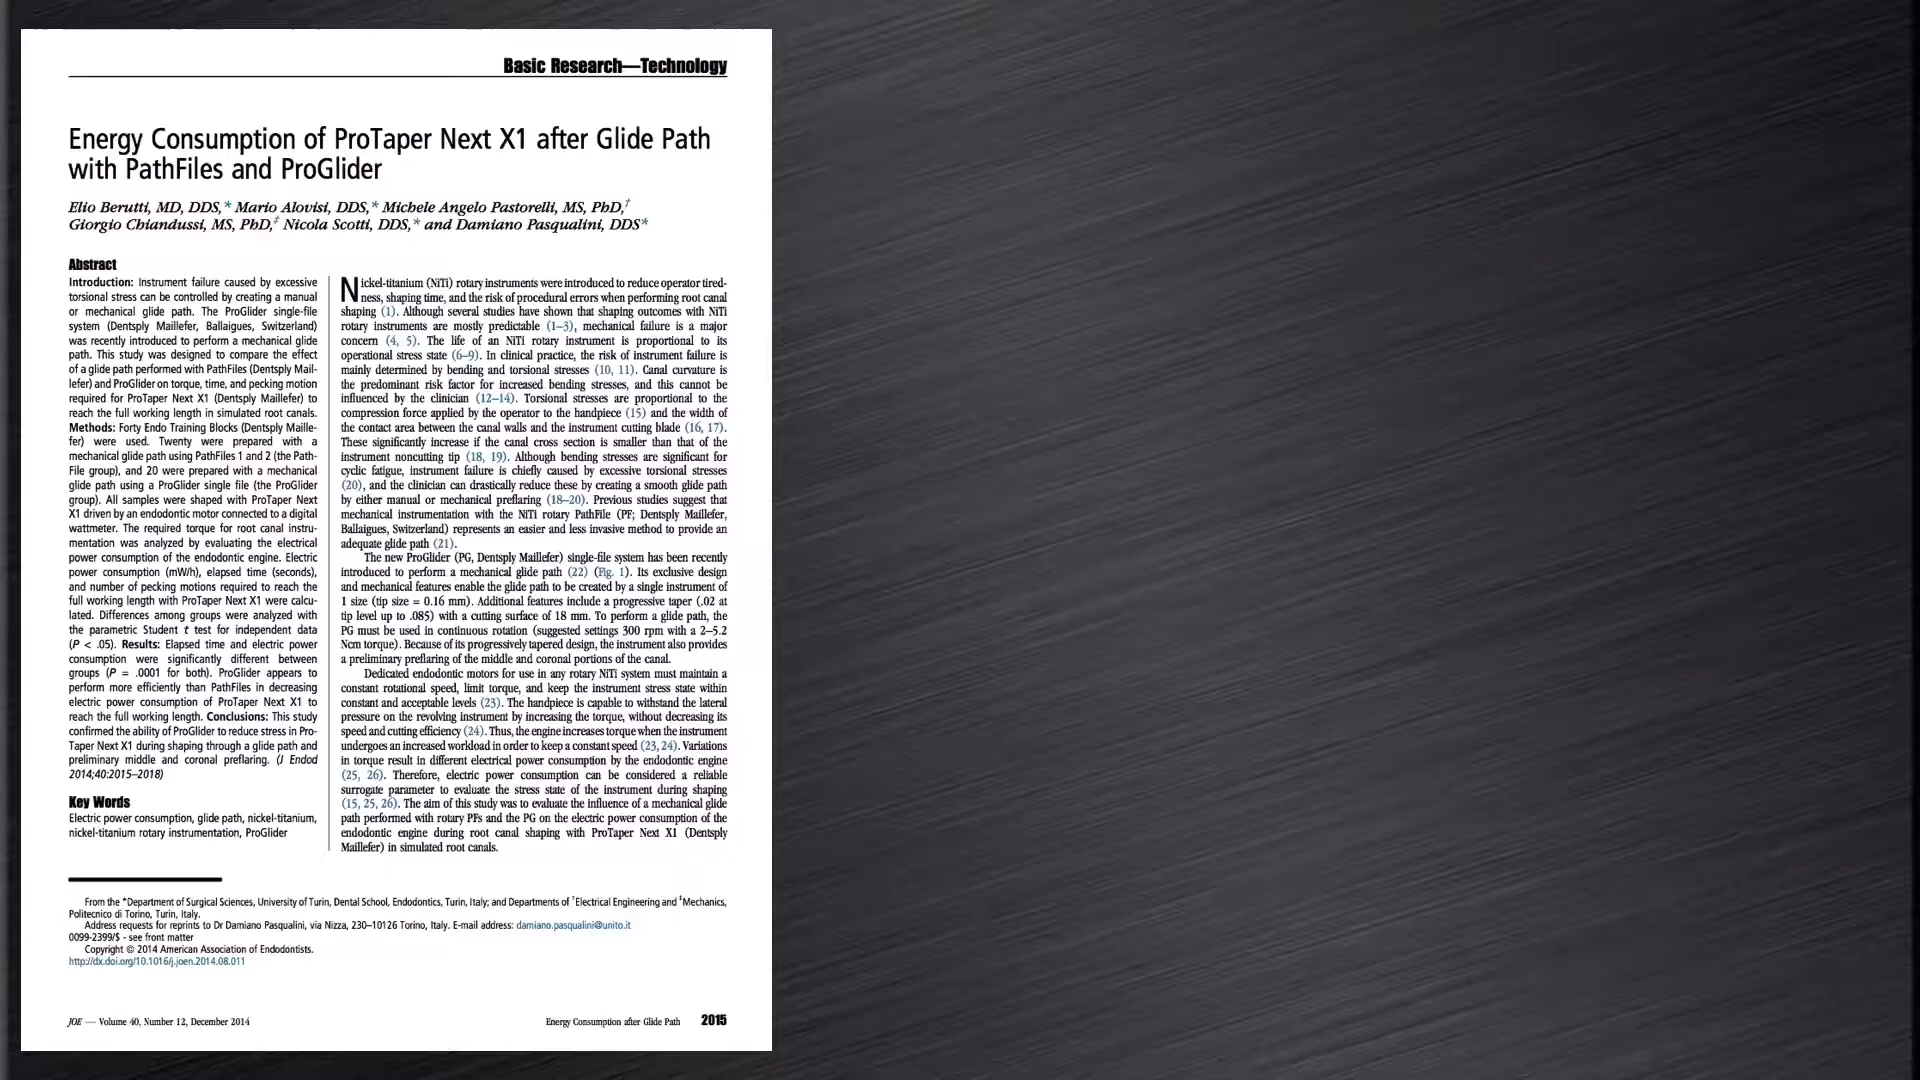 Basic Research—Technology
Energy Consumption of ProTaper Next X1 after Glide Path
with PathFiles and ProGlider
Elio Berutti, MD, DDS,* Mario Alovisi, DDS,* Michele Angelo Pastorelli, MS, PhD,†
Giorgio Chiandussi, MS, PhD,‡ Nicola Scotti, DDS,* and Damiano Pasqualini, DDS*
Abstract
Introduction: Instrument failure caused by excessive
torsional stress can be controlled by creating a manual
or mechanical glide path. The ProGlider single-file
system (Dentsply Maillefer, Ballaigues, Switzerland)
was recently introduced to perform a mechanical glide
path. This study was designed to compare the effect
of a glide path performed with PathFiles (Dentsply Mail-
lefer) and ProGlider on torque, time, and pecking motion
required for ProTaper Next X1 (Dentsply Maillefer) to
reach the full working length in simulated root canals.
Methods: Forty Endo Training Blocks (Dentsply Maille-
fer) were used. Twenty were prepared with a
mechanical glide path using PathFiles 1 and 2 (the Path-
File group), and 20 were prepared with a mechanical
glide path using a ProGlider single file (the ProGlider
group). All samples were shaped with ProTaper Next
X1 driven by an endodontic motor connected to a digital
wattmeter. The required torque for root canal instru-
mentation was analyzed by evaluating the electrical
power consumption of the endodontic engine. Electric
power consumption (mW/h), elapsed time (seconds),
and number of pecking motions required to reach the
full working length with ProTaper Next X1 were calcu-
lated. Differences among groups were analyzed with
the parametric Student t test for independent data
(P < .05). Results: Elapsed time and electric power
consumption were significantly different between
groups (P = .0001 for both). ProGlider appears to
perform more efficiently than PathFiles in decreasing
electric power consumption of ProTaper Next X1 to
reach the full working length. Conclusions: This study
confirmed the ability of ProGlider to reduce stress in Pro-
Taper Next X1 during shaping through a glide path and
preliminary middle and coronal preflaring. (J Endod
2014;40:2015–2018)
Key Words
Electric power consumption, glide path, nickel-titanium,
nickel-titanium rotary instrumentation, ProGlider
Nickel-titanium (NiTi) rotary instruments were introduced to reduce operator tired-
ness, shaping time, and the risk of procedural errors when performing root canal
shaping (1). Although several studies have shown that shaping outcomes with NiTi
rotary instruments are mostly predictable (1–3), mechanical failure is a major
concern (4, 5). The life of an NiTi rotary instrument is proportional to its
operational stress state (6–9). In clinical practice, the risk of instrument failure is
mainly determined by bending and torsional stresses (10, 11). Canal curvature is
the predominant risk factor for increased bending stresses, and this cannot be
influenced by the clinician (12–14). Torsional stresses are proportional to the
compression force applied by the operator to the handpiece (15) and the width of
the contact area between the canal walls and the instrument cutting blade (16, 17).
These significantly increase if the canal cross section is smaller than that of the
instrument noncutting tip (18, 19). Although bending stresses are significant for
cyclic fatigue, instrument failure is chiefly caused by excessive torsional stresses
(20), and the clinician can drastically reduce these by creating a smooth glide path
by either manual or mechanical preflaring (18–20). Previous studies suggest that
mechanical instrumentation with the NiTi rotary PathFile (PF; Dentsply Maillefer,
Ballaigues, Switzerland) represents an easier and less invasive method to provide an
adequate glide path (21).
The new ProGlider (PG, Dentsply Maillefer) single-file system has been recently
introduced to perform a mechanical glide path (22) (Fig. 1). Its exclusive design
and mechanical features enable the glide path to be created by a single instrument of
1 size (tip size = 0.16 mm). Additional features include a progressive taper (.02 at
tip level up to .085) with a cutting surface of 18 mm. To perform a glide path, the
PG must be used in continuous rotation (suggested settings 300 rpm with a 2–5.2
Ncm torque). Because of its progressively tapered design, the instrument also provides
a preliminary preflaring of the middle and coronal portions of the canal.
Dedicated endodontic motors for use in any rotary NiTi system must maintain a
constant rotational speed, limit torque, and keep the instrument stress state within
constant and acceptable levels (23). The handpiece is capable to withstand the lateral
pressure on the revolving instrument by increasing the torque, without decreasing its
speed and cutting efficiency (24). Thus, the engine increases torque when the instrument
undergoes an increased workload in order to keep a constant speed (23, 24). Variations
in torque result in different electrical power consumption by the endodontic engine
(25, 26). Therefore, electric power consumption can be considered a reliable
surrogate parameter to evaluate the stress state of the instrument during shaping
(15, 25, 26). The aim of this study was to evaluate the influence of a mechanical glide
path performed with rotary PFs and the PG on the electric power consumption of the
endodontic engine during root canal shaping with ProTaper Next X1 (Dentsply
Maillefer) in simulated root canals.
From the *Department of Surgical Sciences, University of Turin, Dental School, Endodontics, Turin, Italy; and Departments of †Electrical Engineering and ‡Mechanics,
Politecnico di Torino, Turin, Italy.
Address requests for reprints to Dr Damiano Pasqualini, via Nizza, 230–10126 Torino, Italy. E-mail address: damiano.pasqualini@unito.it
0099-2399/$ - see front matter
Copyright © 2014 American Association of Endodontists.
http://dx.doi.org/10.1016/j.joen.2014.08.011
JOE — Volume 40, Number 12, December 2014
Energy Consumption after Glide Path 2015